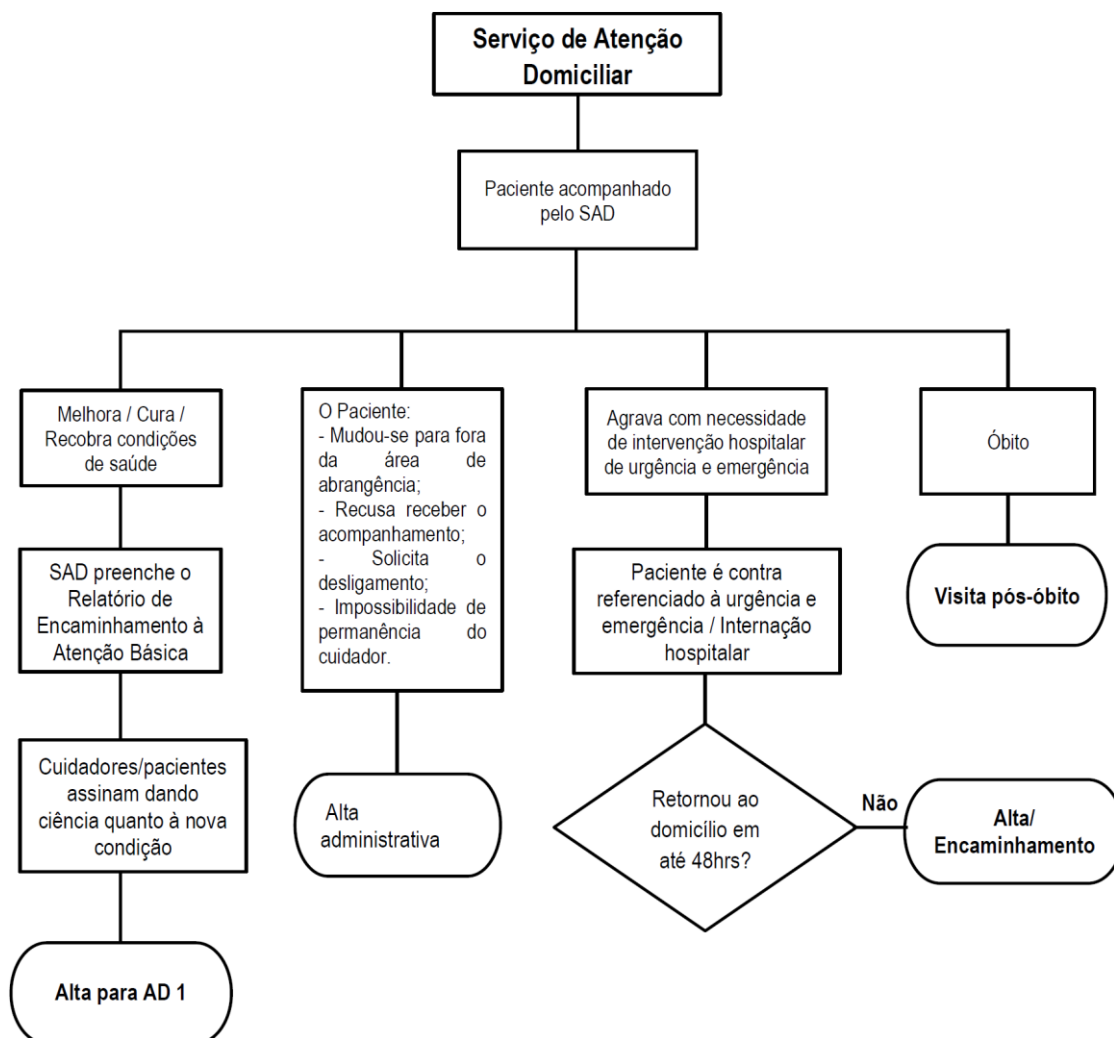 Serviço de Atenção
Domiciliar
Paciente acompanhado
pelo SAD
Melhora / Cura /
Recobra condições
de saúde
SAD preenche o
Relatório de
Encaminhamento à
Atenção Básica
Cuidadores/pacientes
assinam dando
ciência quanto à nova
condição
Alta para AD 1
O Paciente:
- Mudou-se para fora
da área de
abrangência;
- Recusa receber o
acompanhamento;
- Solicita o
desligamento;
- Impossibilidade de
permanência do
cuidador.
Alta
administrativa
Agrava com necessidade
de intervenção hospitalar
de urgência e emergência
Paciente é contra
referenciado à urgência e
emergência / Internação
hospitalar
Retornou ao
domicílio em
até 48hrs?
Não
Alta/
Encaminhamento
Óbito
Visita pós-óbito